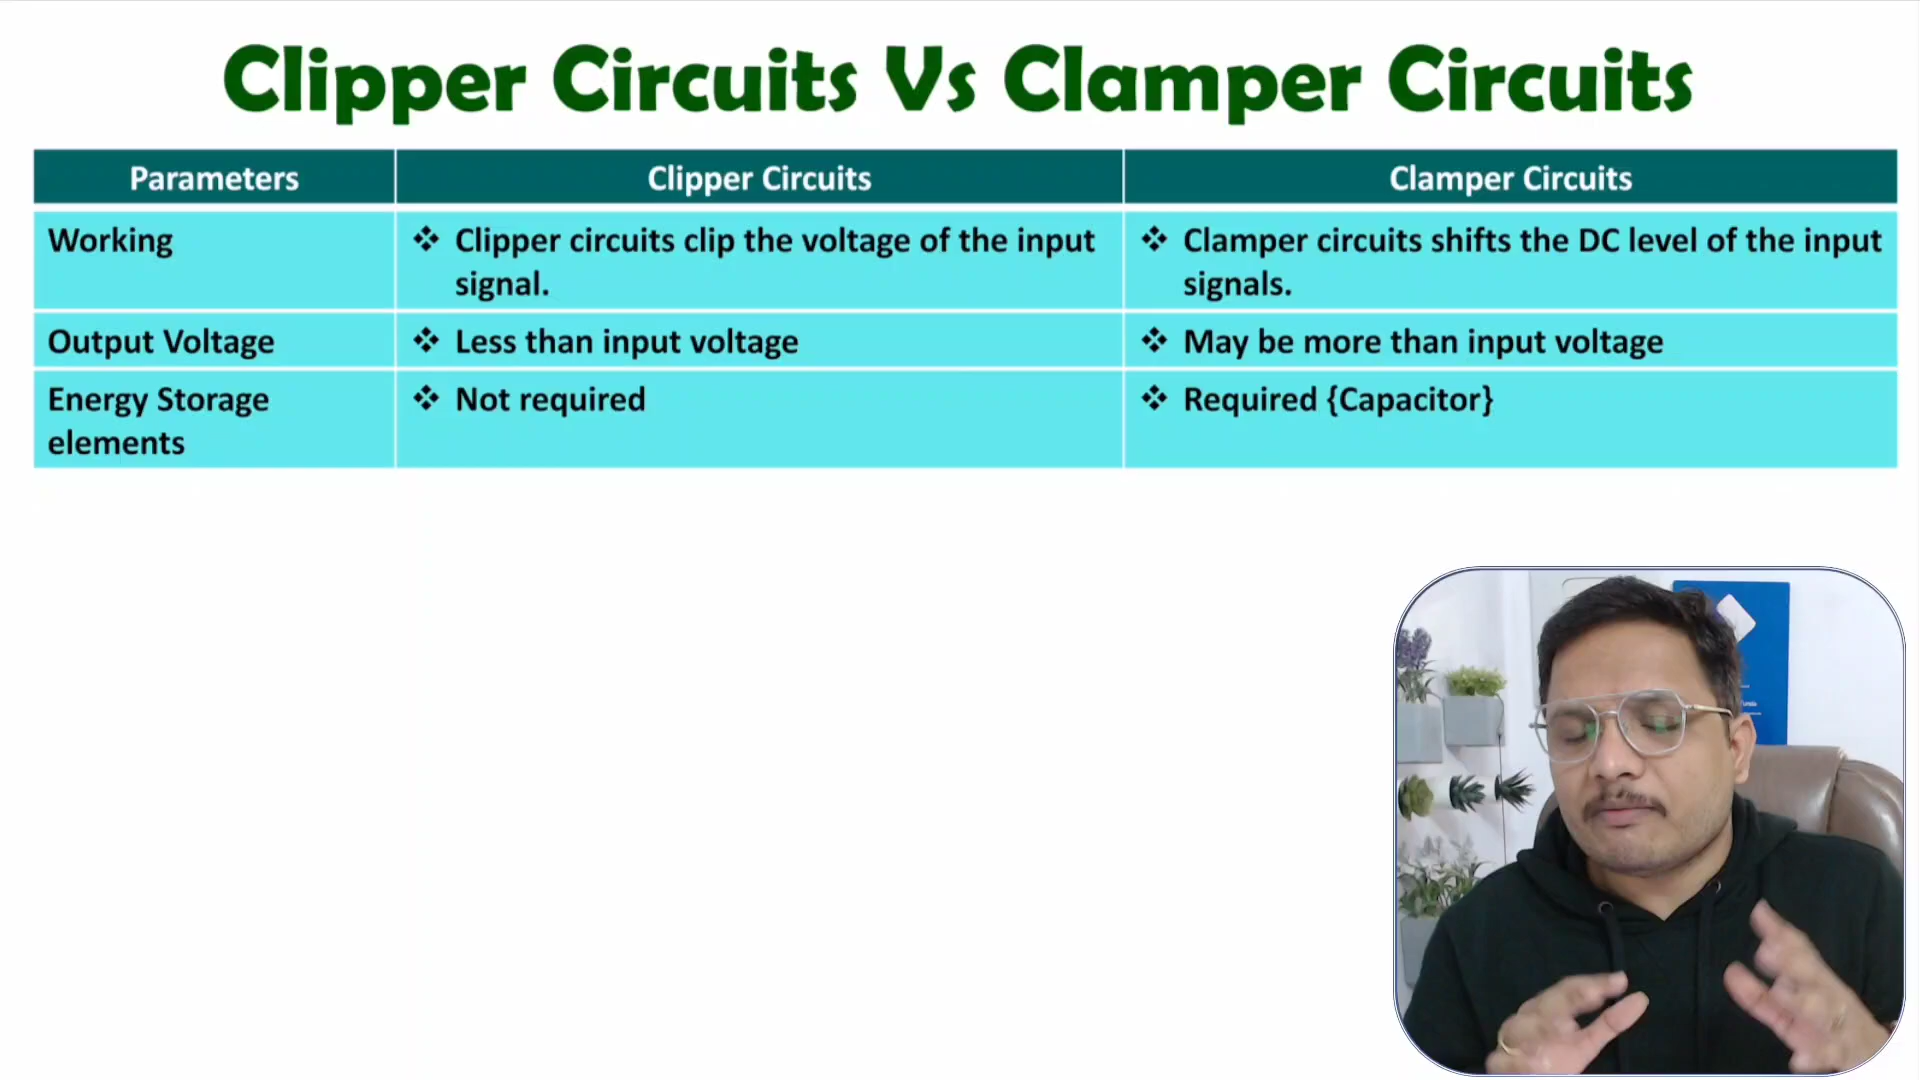 Clipper Circuits Vs Clamper Circuits
Parameters
Clipper Circuits
Clamper Circuits
Working
❖ Clipper circuits clip the voltage of the input
signal.
❖ Clamper circuits shifts the DC level of the input
signals.
Output Voltage
❖ Less than input voltage
❖ May be more than input voltage
Energy Storage
elements
❖ Not required
❖ Required {Capacitor}